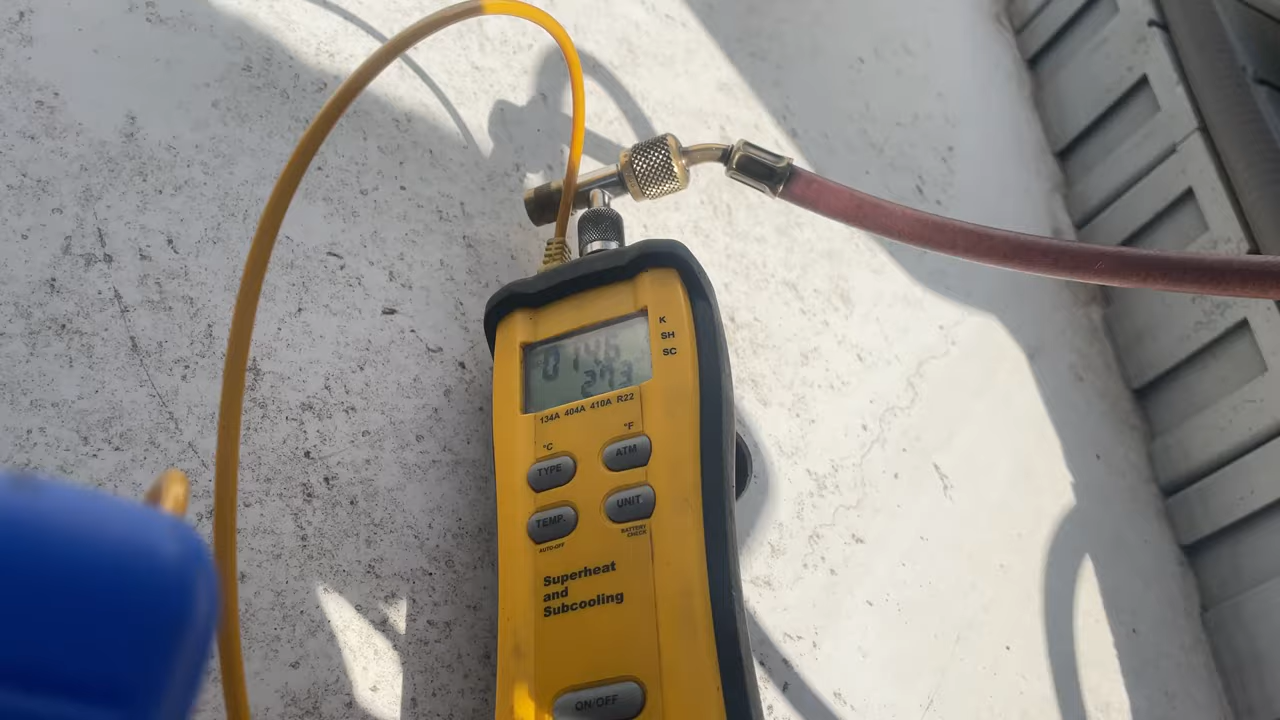 K
SH
SC
273
134A 404A 410A R22
°C °F
TYPE ATM
TEMP. UNIT
AUTO-OFF BATTERY
CHECK
Superheat
and
Subcooling
ON/OFF